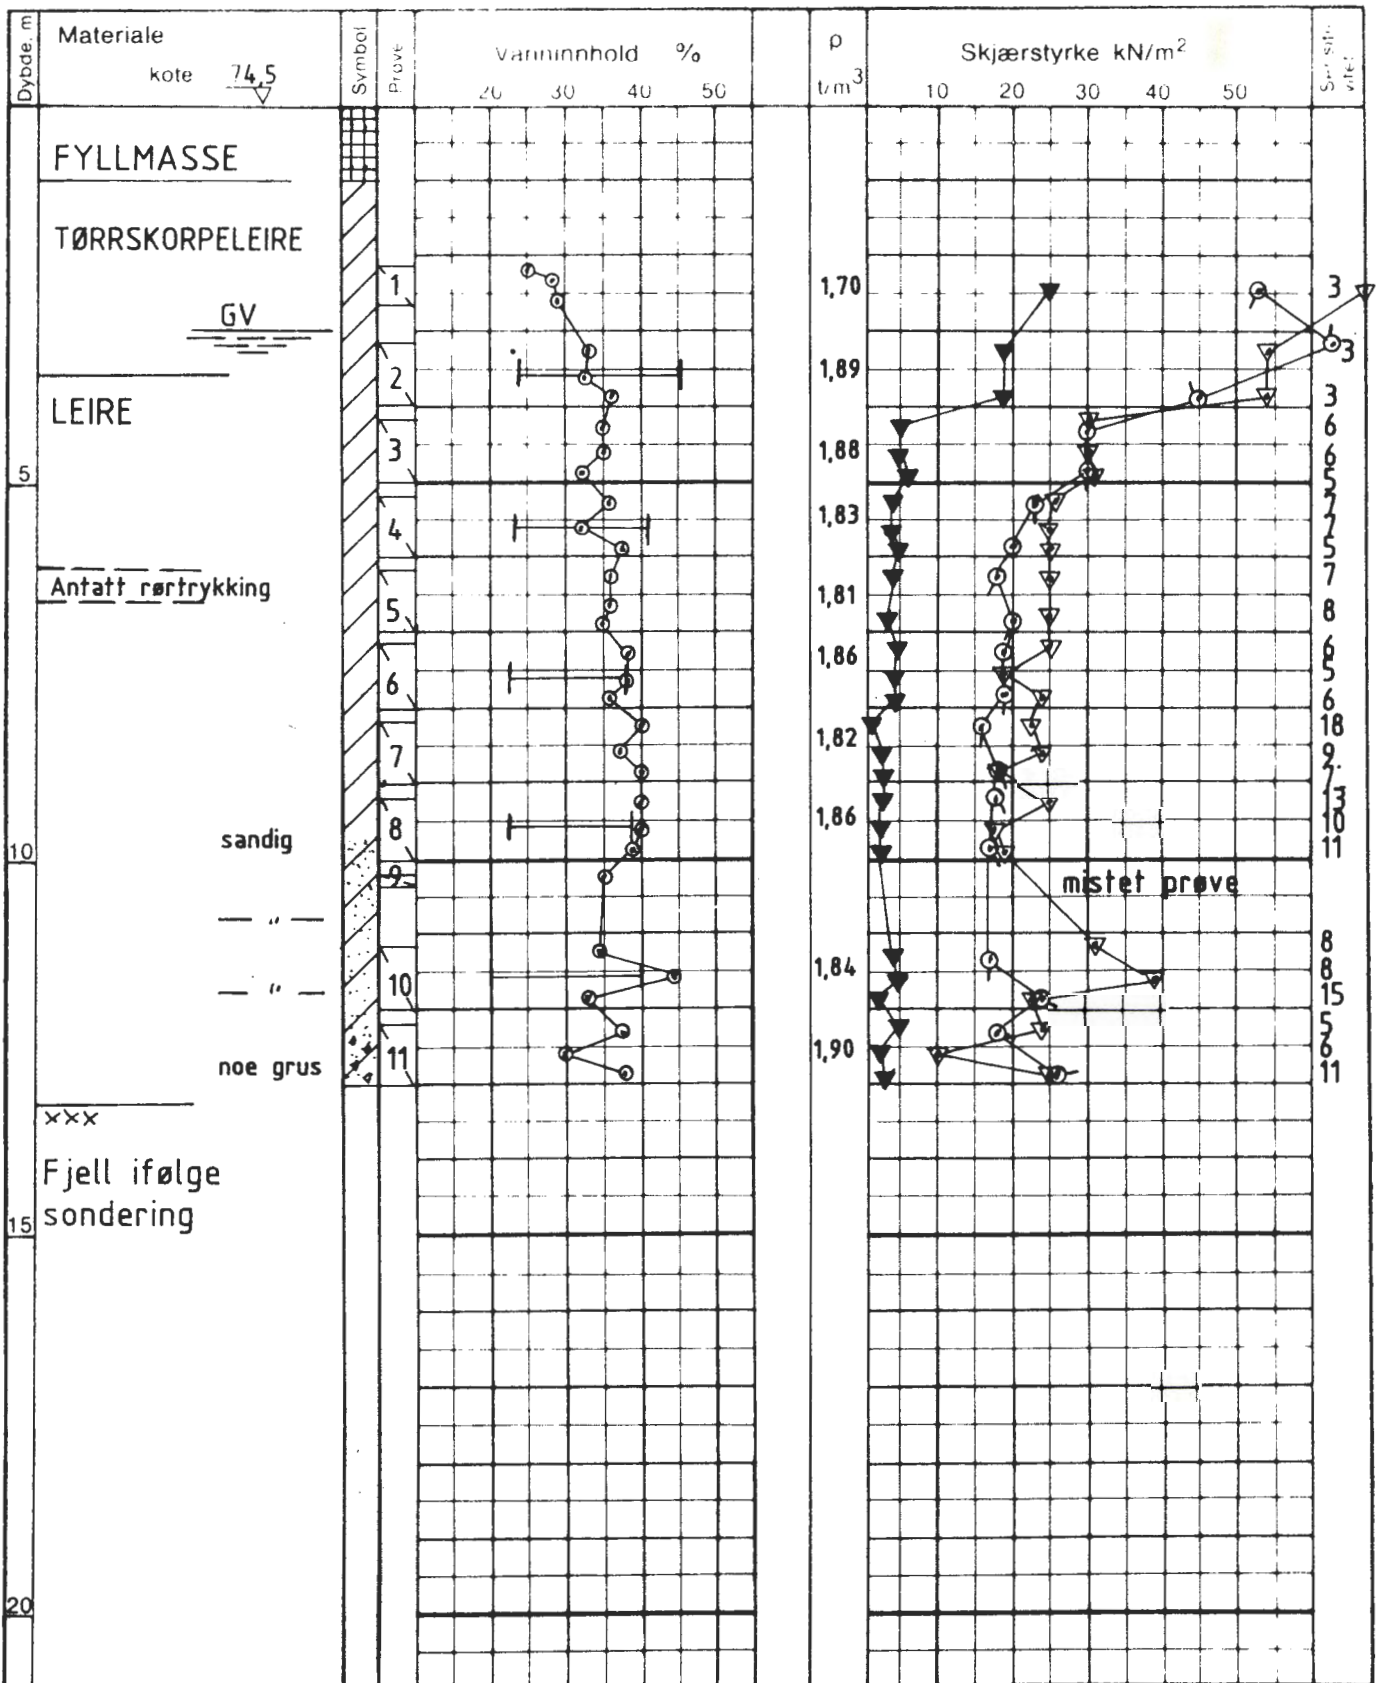 Dybde, m
Materiale
kote 74,5
Symbol
Prøve
Vanninnhold %
20 30 40 50
ρ
t/m³
Skjærstyrke kN/m²
10 20 30 40 50
FYLLMASSE
TØRRSKORPELEIRE
1 1,70 3
GV
3
2 1,89
LEIRE
3
6
3 1,88 6
5
5
7
4 1,83 7
5
Antatt rørtrykking
7
5 1,81 8
6
1,86
5
6
6
18
7 1,82 9
7
13
1,86 10
sandig
8
11
10
9
mistet prøve
— " —
8
1,84 8
— " —
10
15
5
1,90 6
noe grus
11
11
xxx
Fjell ifølge
sondering
15
20